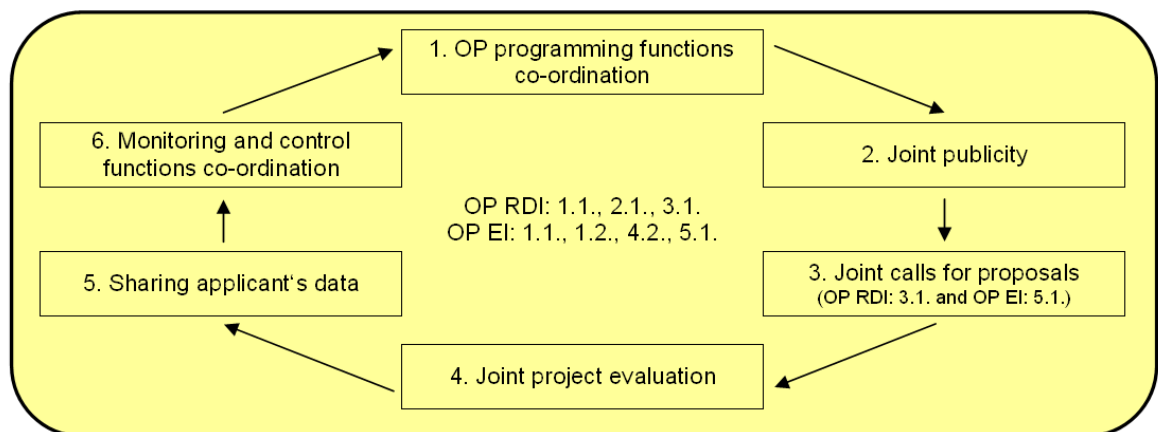 1. OP programming functions
co-ordination
2. Joint publicity
3. Joint calls for proposals
(OP RDI: 3.1. and OP EI: 5.1.)
4. Joint project evaluation
5. Sharing applicant‘s data
6. Monitoring and control
functions co-ordination
OP RDI: 1.1., 2.1., 3.1.
OP EI: 1.1., 1.2., 4.2., 5.1.